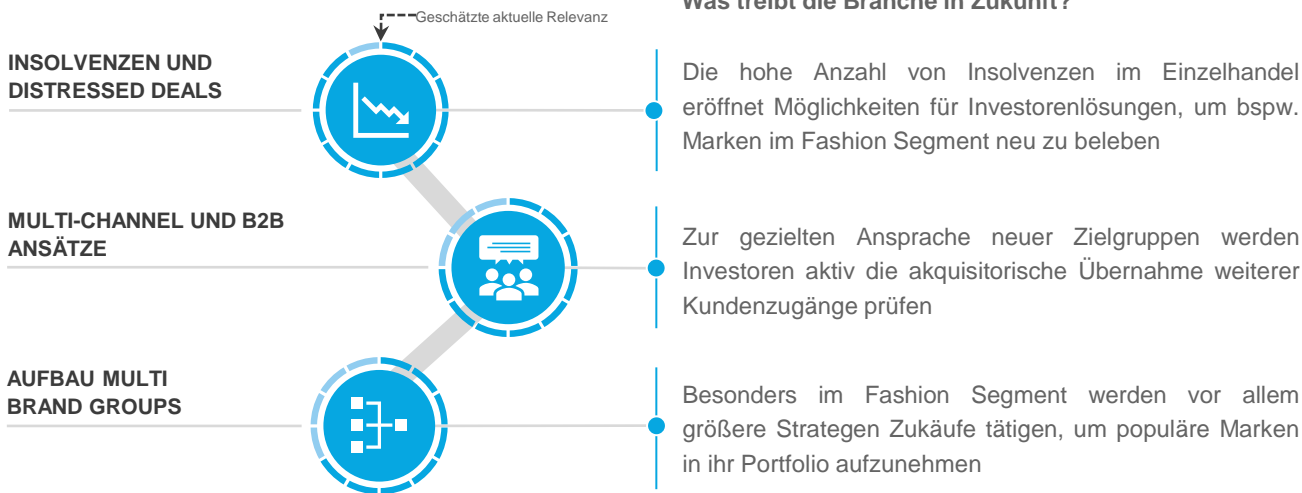 Was treibt die Branche in Zukunft?
Geschätzte aktuelle Relevanz
INSOLVENZEN UND
DISTRESSED DEALS
Die hohe Anzahl von Insolvenzen im Einzelhandel
eröffnet Möglichkeiten für Investorenlösungen, um bspw.
Marken im Fashion Segment neu zu beleben
MULTI-CHANNEL UND B2B
ANSÄTZE
Zur gezielten Ansprache neuer Zielgruppen werden
Investoren aktiv die akquisitorische Übernahme weiterer
Kundenzugänge prüfen
AUFBAU MULTI
BRAND GROUPS
Besonders im Fashion Segment werden vor allem
größere Strategen Zukäufe tätigen, um populäre Marken
in ihr Portfolio aufzunehmen